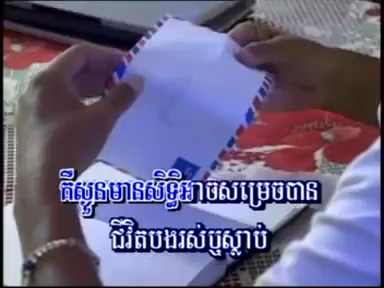 គឺស្ងួនមានសិទ្ធិអាចសម្រេចបាន
ជីវិតបងរស់ឬស្លាប់